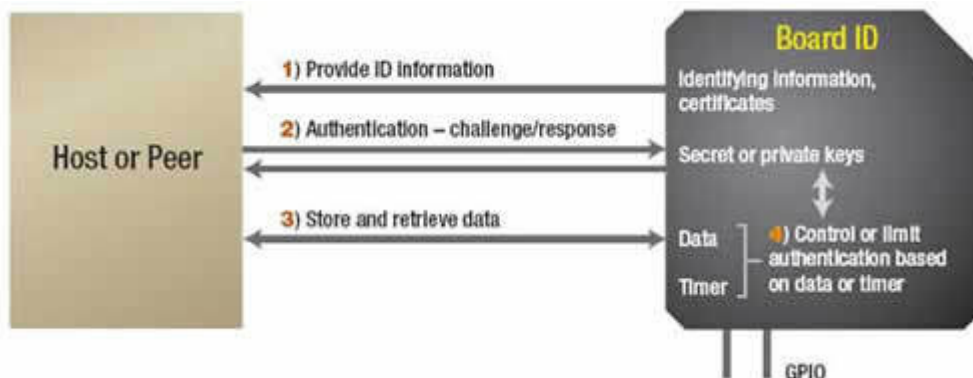 Board ID
1) Provide ID information
Identifying information,
certificates
2) Authentication – challenge/response
Host or Peer
Secret or private keys
3) Store and retrieve data
Data
4) Control or limit
authentication based
on data or timer
Timer
GPIO